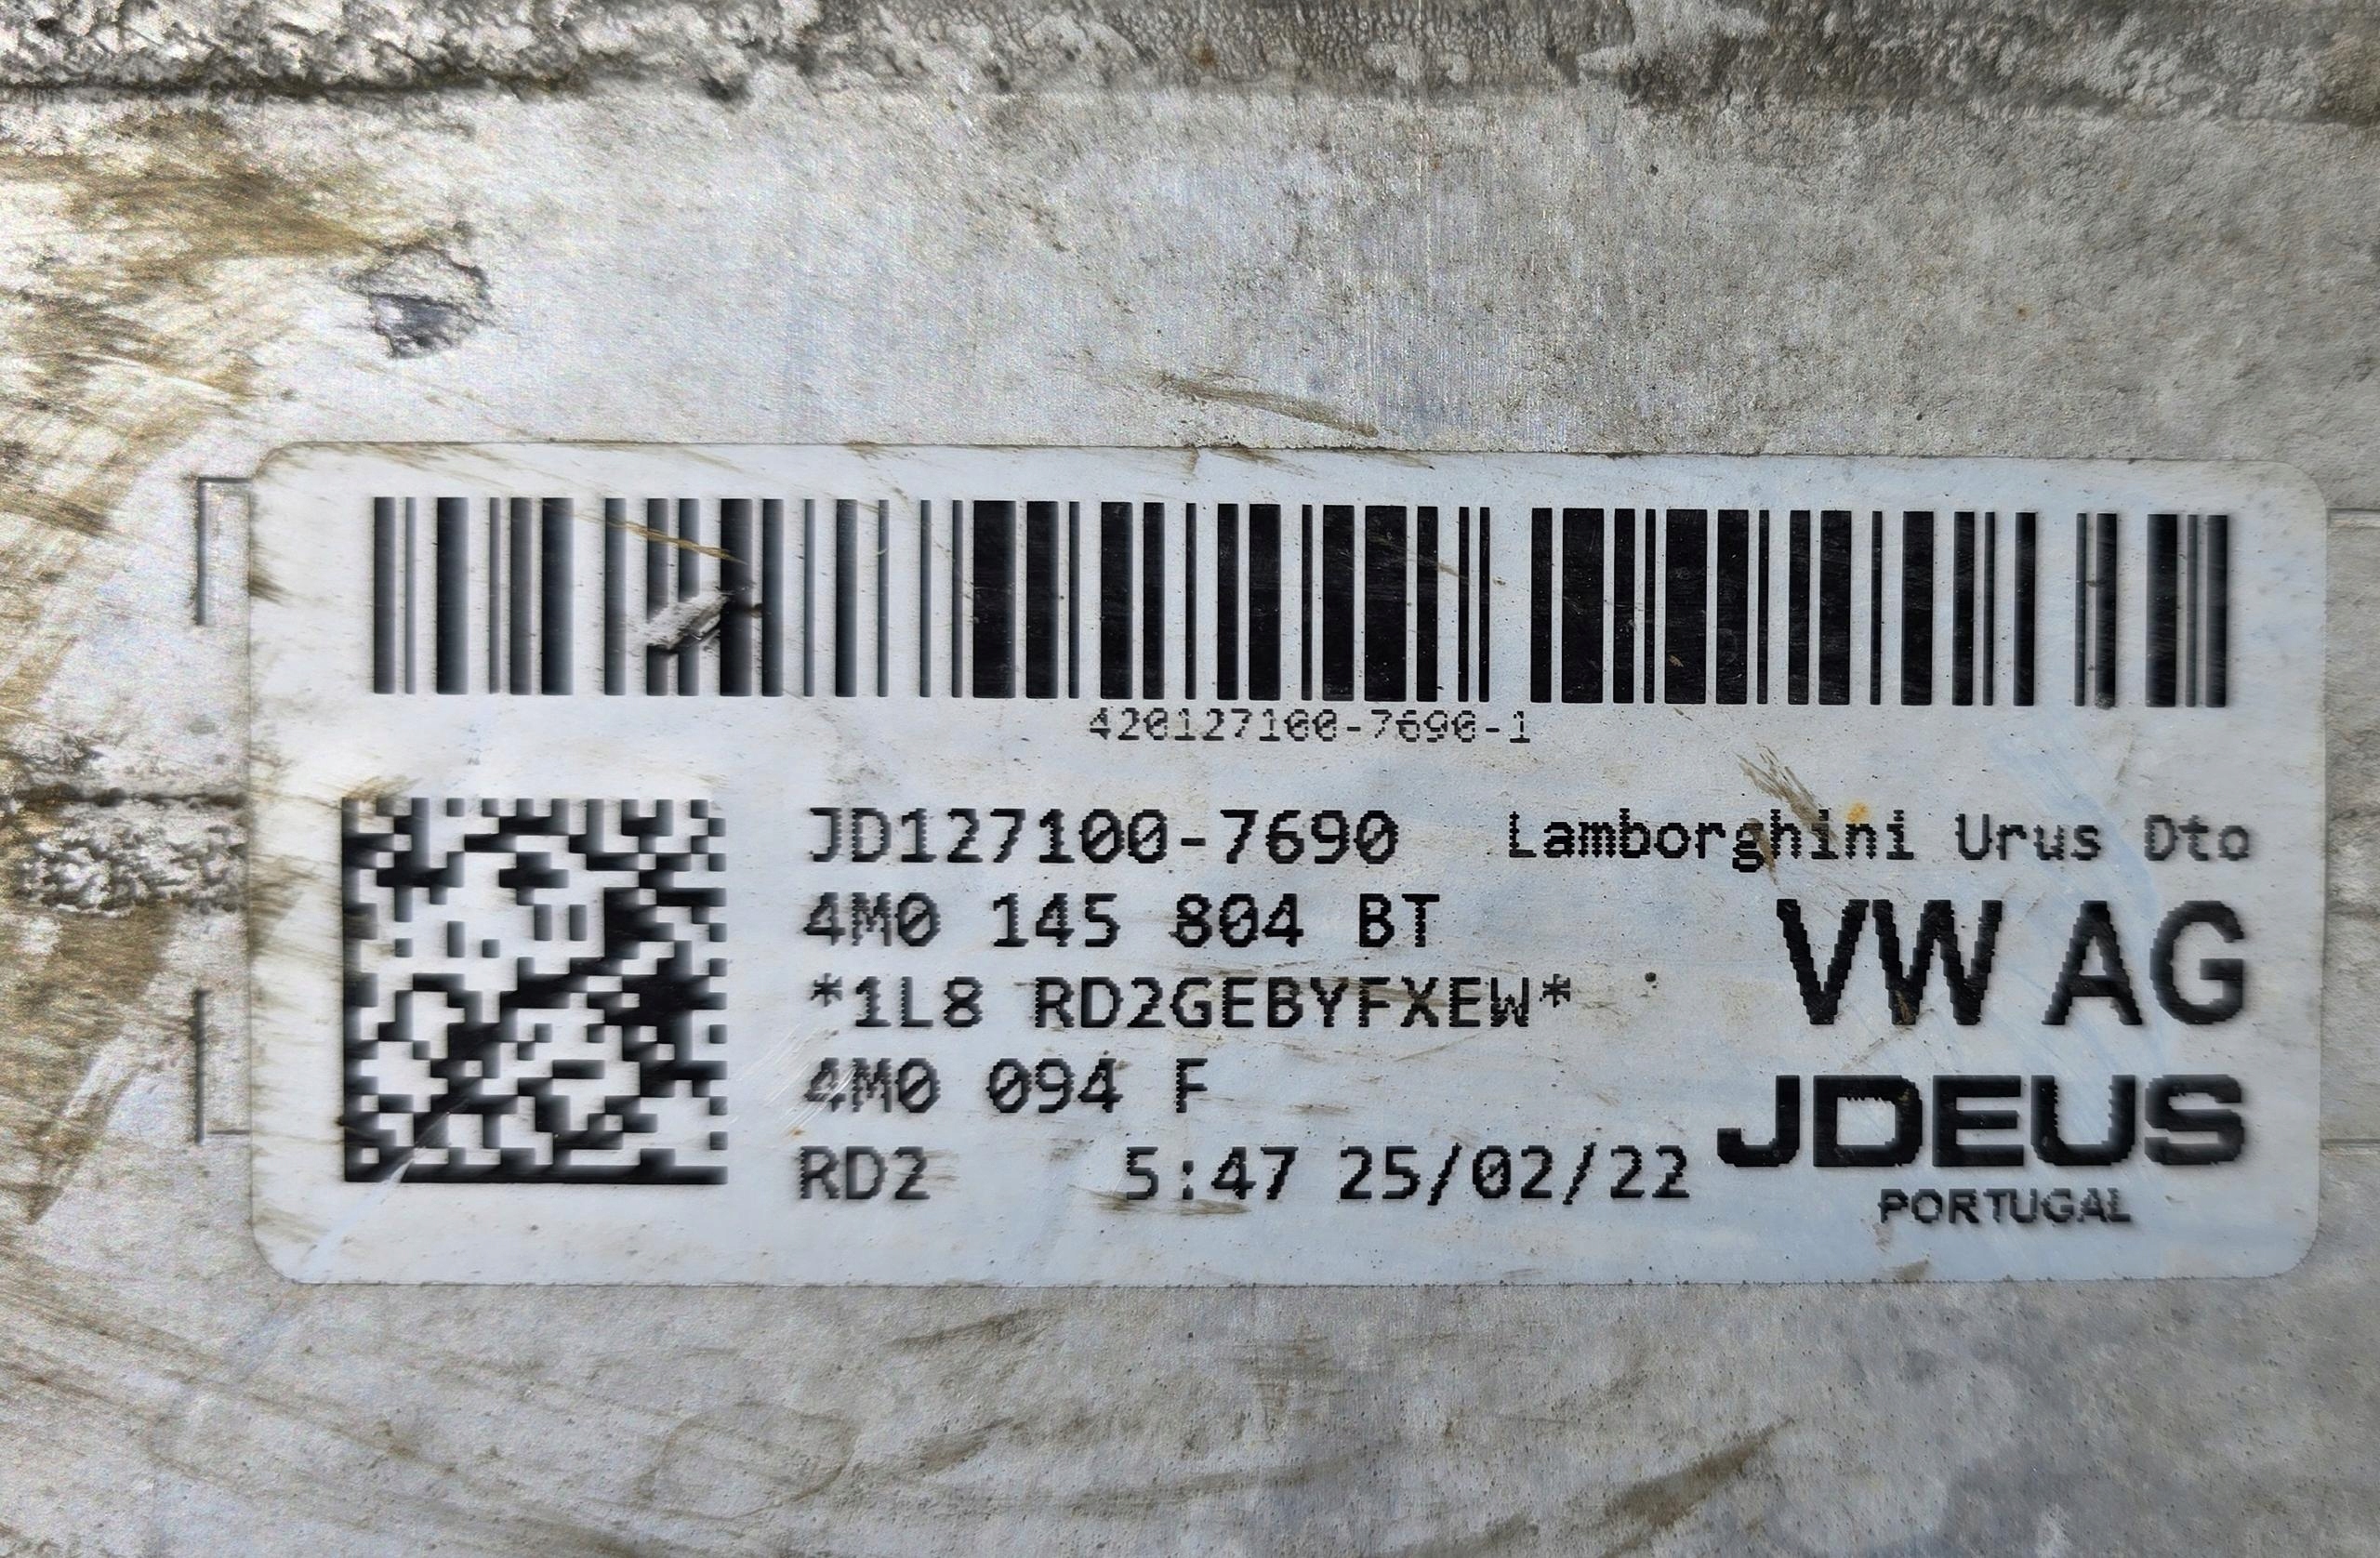 420127100-7690-1
JD127100-7690 Lamborghini Urus Dto
4M0 145 804 BT
VW AG
*1L8 RD2GEBYFXEW*
4M0 094 F
JDEUS
RD2 5:47 25/02/22
PORTUGAL